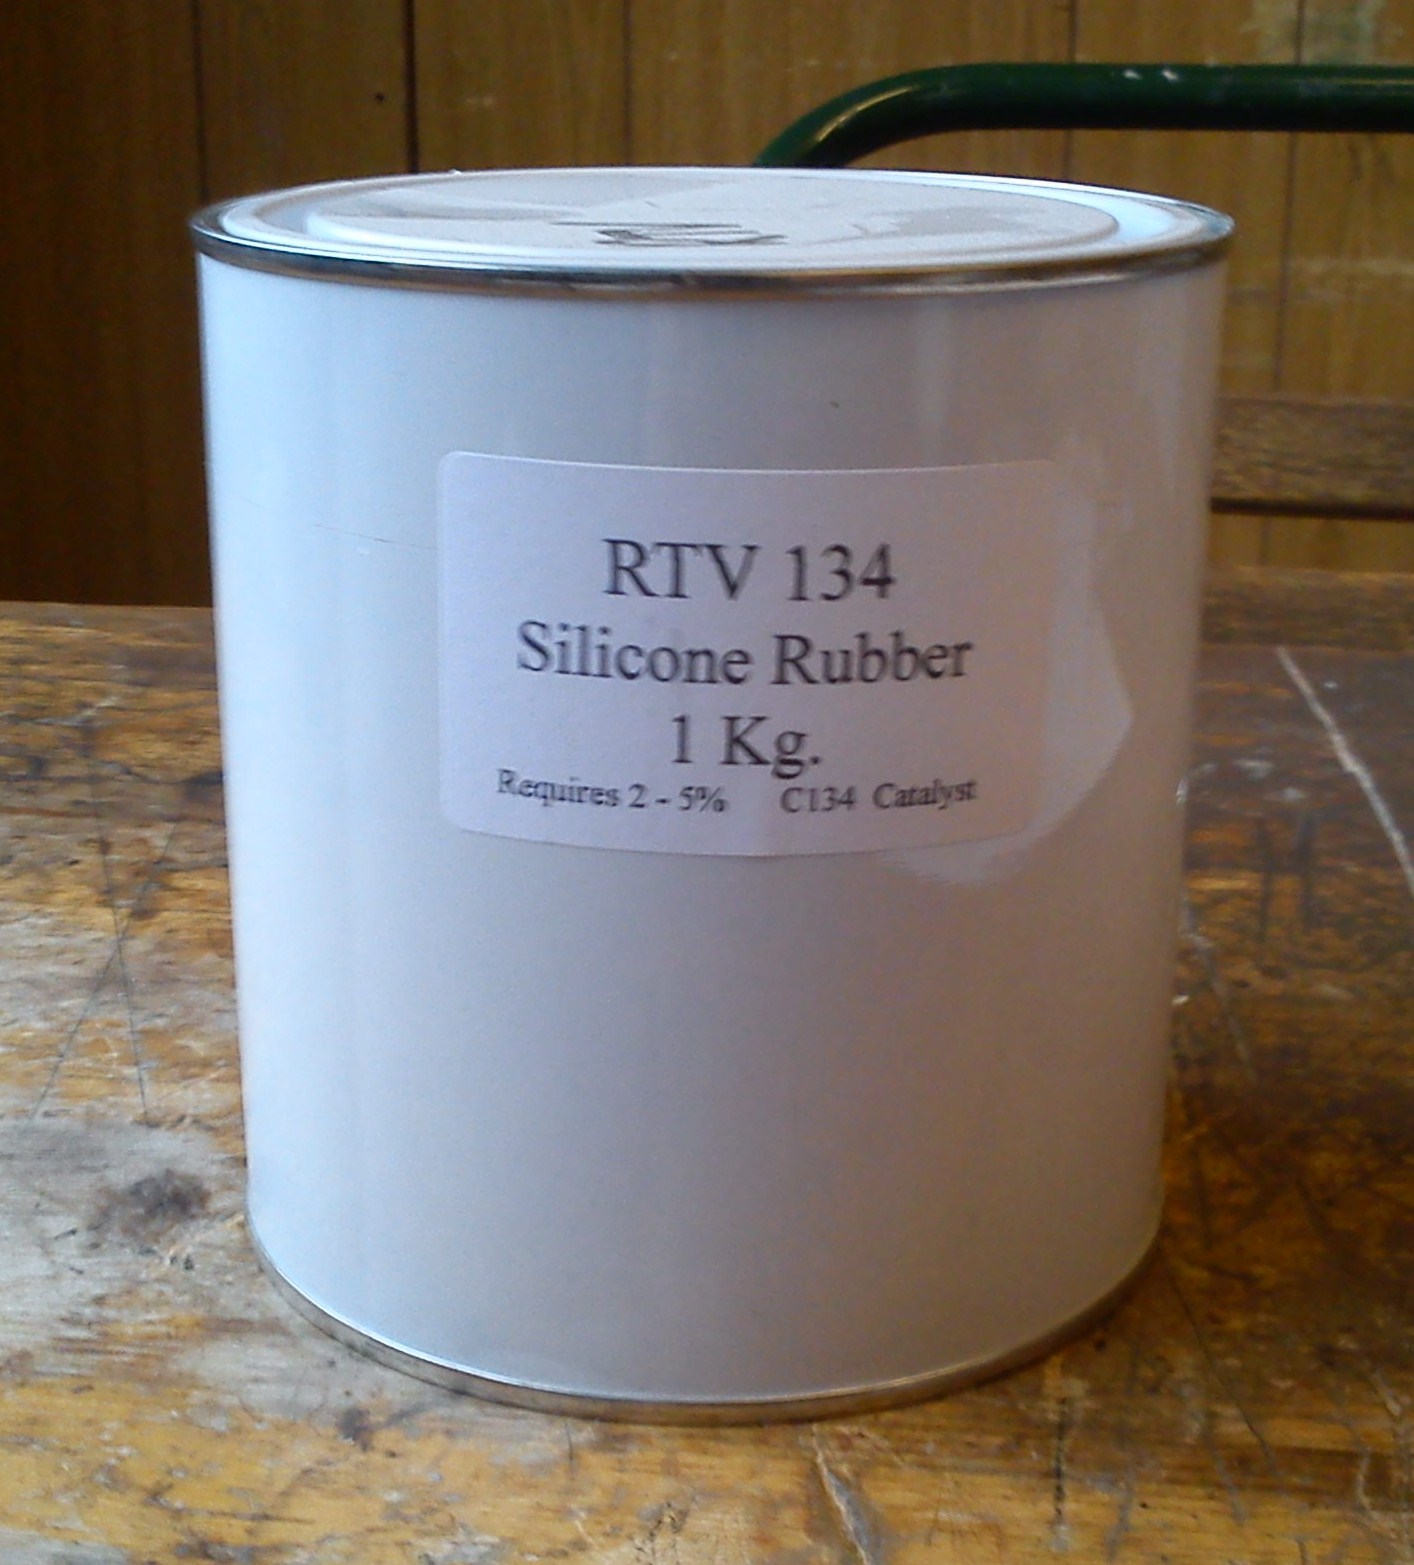 RTV 134
Silicone Rubber
1 Kg.
Requires 2 - 5% C134 Catalyst